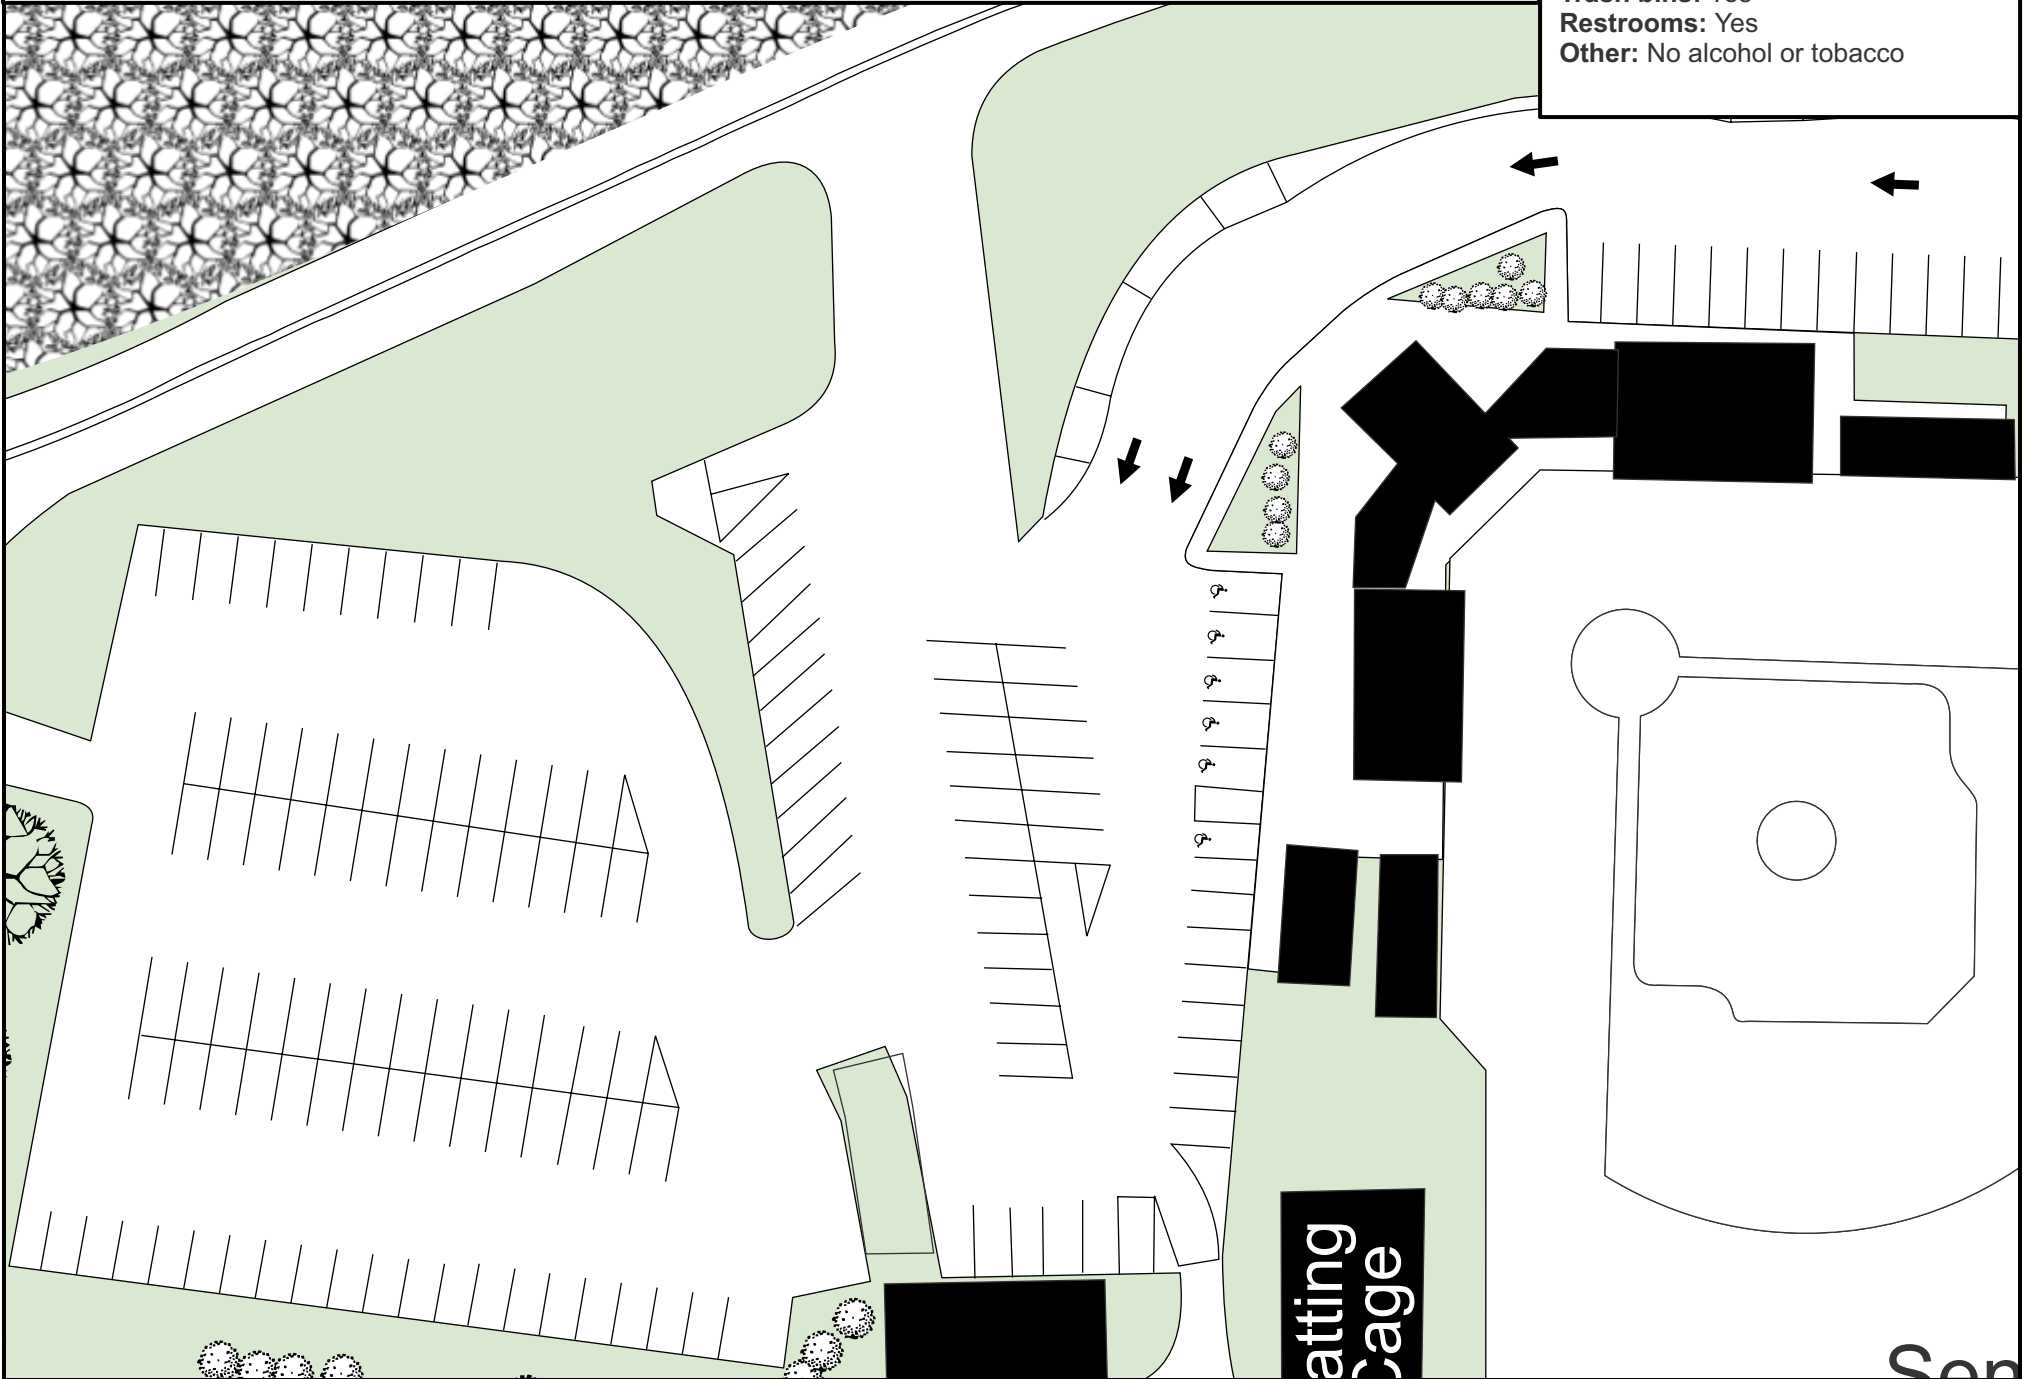 Restrooms: Yes
Other: No alcohol or tobacco
atting
Cage